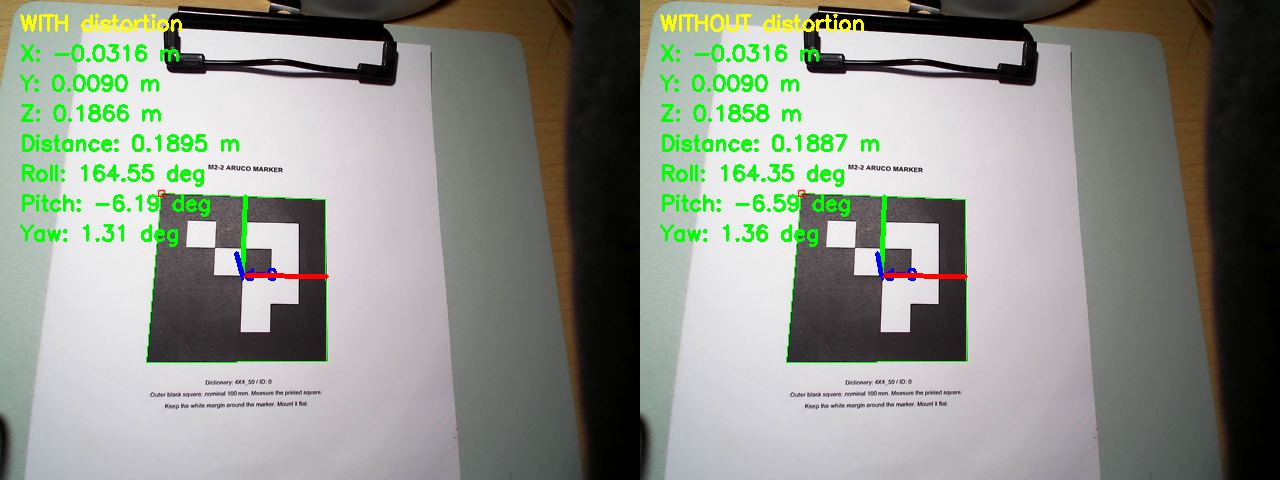 WITH distortion
X: -0.0316 m
Y: 0.0090 m
Z: 0.1866 m
Distance: 0.1895 m
Roll: 164.55 deg
Pitch: -6.19 deg
Yaw: 1.31 deg
M2-2 ARUCO MARKER
Dictionary: 4X4_50 / ID: 0
Outer black square: nominal 100 mm. Measure the printed square.
Keep the white margin around the marker. Mount it flat.
WITHOUT distortion
X: -0.0316 m
Y: 0.0090 m
Z: 0.1858 m
Distance: 0.1887 m
Roll: 164.35 deg
Pitch: -6.59 deg
Yaw: 1.36 deg
M2-2 ARUCO MARKER
Dictionary: 4X4_50 / ID: 0
Outer black square: nominal 100 mm. Measure the printed square.
Keep the white margin around the marker. Mount it flat.